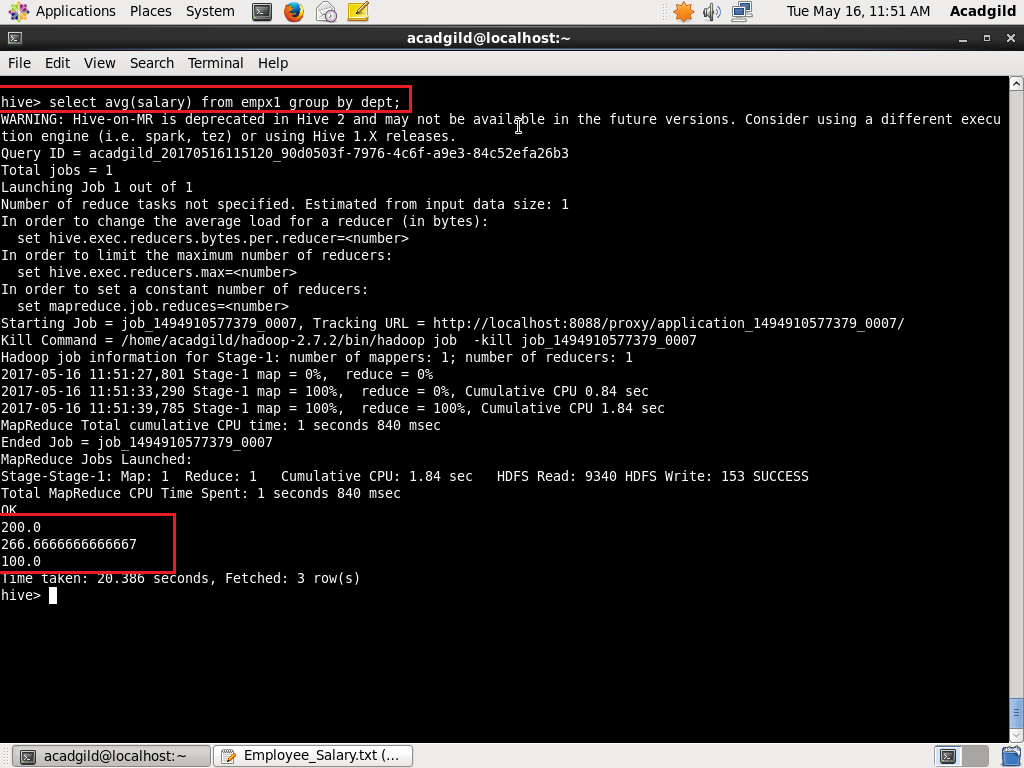 Applications Places System Tue May 16, 11:51 AM Acadgild
acadgild@localhost:~
File Edit View Search Terminal Help
hive> select avg(salary) from empx1 group by dept;
WARNING: Hive-on-MR is deprecated in Hive 2 and may not be available in the future versions. Consider using a different execu
tion engine (i.e. spark, tez) or using Hive 1.X releases.
Query ID = acadgild_20170516115120_90d0503f-7976-4c6f-a9e3-84c52efa26b3
Total jobs = 1
Launching Job 1 out of 1
Number of reduce tasks not specified. Estimated from input data size: 1
In order to change the average load for a reducer (in bytes):
  set hive.exec.reducers.bytes.per.reducer=<number>
In order to limit the maximum number of reducers:
  set hive.exec.reducers.max=<number>
In order to set a constant number of reducers:
  set mapreduce.job.reduces=<number>
Starting Job = job_1494910577379_0007, Tracking URL = http://localhost:8088/proxy/application_1494910577379_0007/
Kill Command = /home/acadgild/hadoop-2.7.2/bin/hadoop job  -kill job_1494910577379_0007
Hadoop job information for Stage-1: number of mappers: 1; number of reducers: 1
2017-05-16 11:51:27,801 Stage-1 map = 0%,  reduce = 0%
2017-05-16 11:51:33,290 Stage-1 map = 100%,  reduce = 0%, Cumulative CPU 0.84 sec
2017-05-16 11:51:39,785 Stage-1 map = 100%,  reduce = 100%, Cumulative CPU 1.84 sec
MapReduce Total cumulative CPU time: 1 seconds 840 msec
Ended Job = job_1494910577379_0007
MapReduce Jobs Launched:
Stage-Stage-1: Map: 1  Reduce: 1   Cumulative CPU: 1.84 sec   HDFS Read: 9340 HDFS Write: 153 SUCCESS
Total MapReduce CPU Time Spent: 1 seconds 840 msec
OK
200.0
266.6666666666667
100.0
Time taken: 20.386 seconds, Fetched: 3 row(s)
hive>
acadgild@localhost:~ Employee_Salary.txt (...